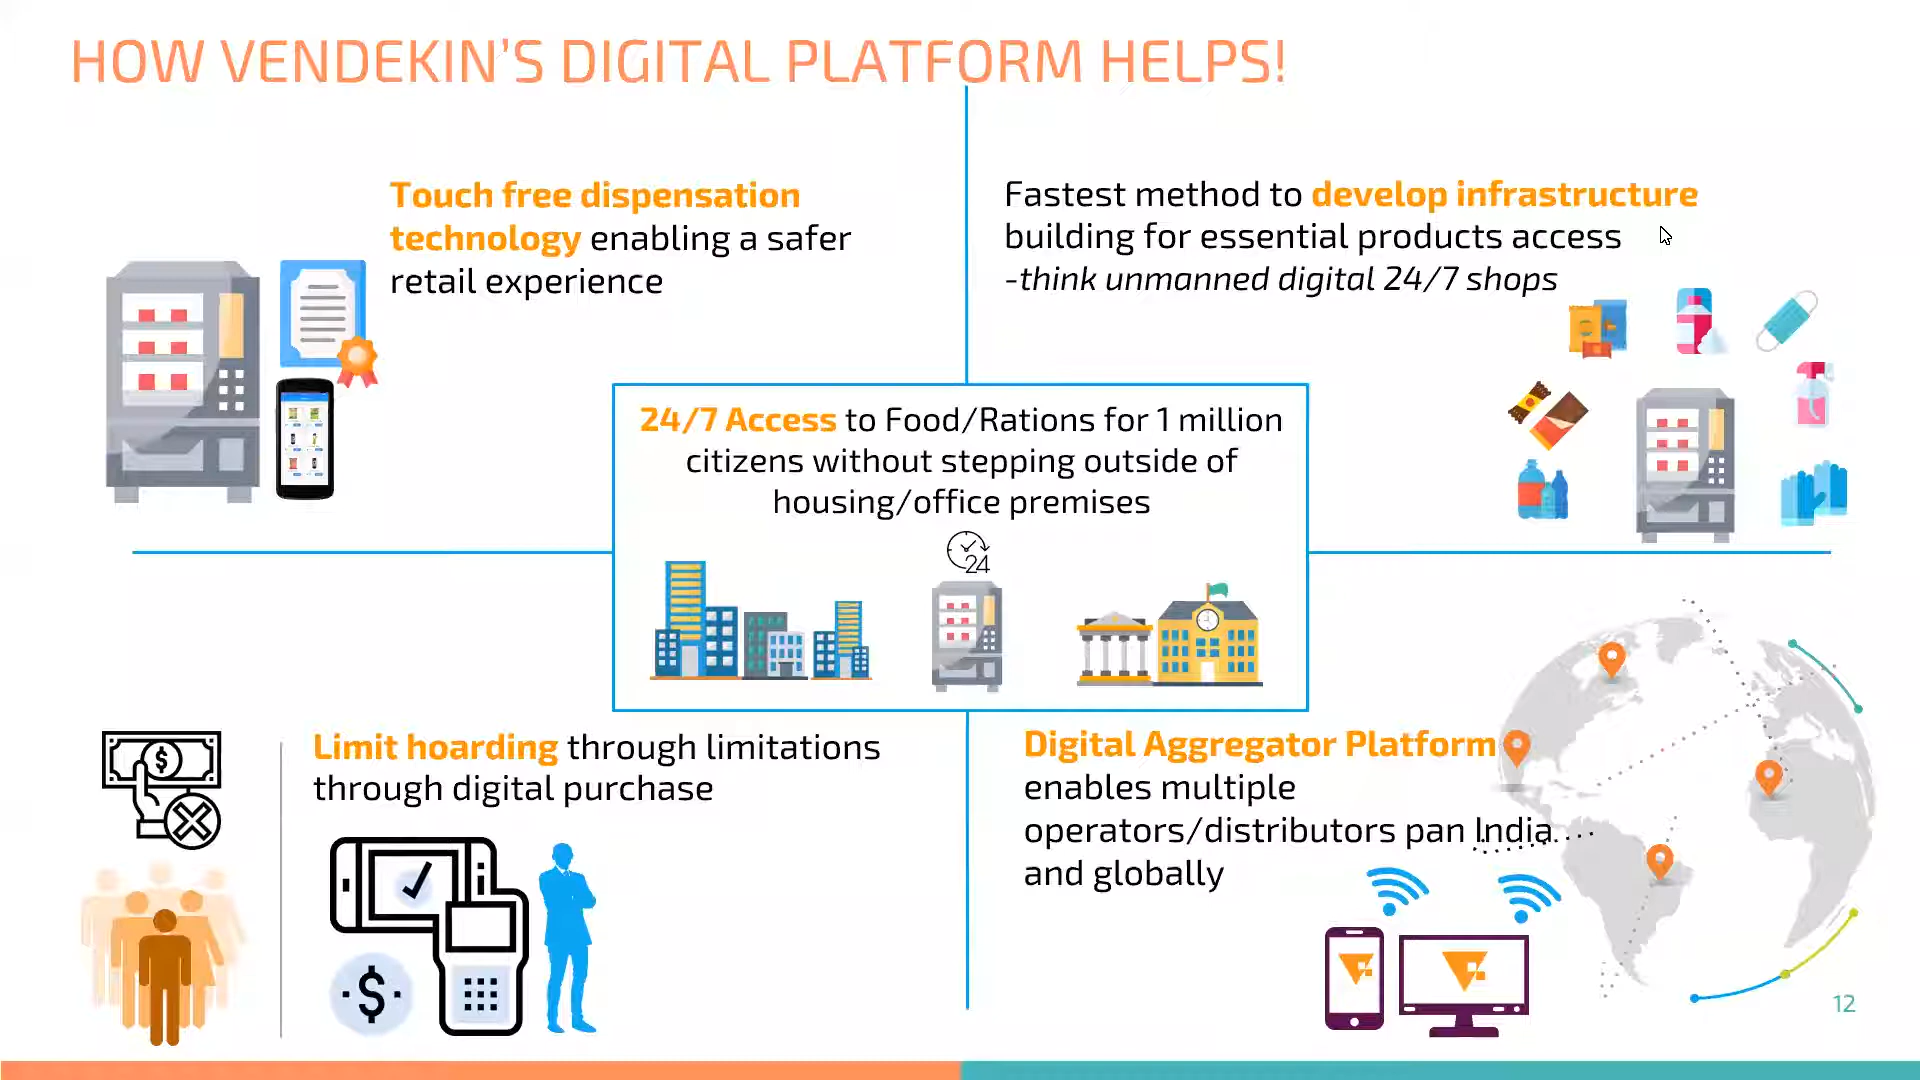 HOW VENDEKIN'S DIGITAL PLATFORM HELPS!
Touch free dispensation
technology enabling a safer
retail experience
Fastest method to develop infrastructure
building for essential products access
-think unmanned digital 24/7 shops
24/7 Access to Food/Rations for 1 million
citizens without stepping outside of
housing/office premises
24
Limit hoarding through limitations
through digital purchase
$
$
Digital Aggregator Platform
enables multiple
operators/distributors pan India
and globally
12